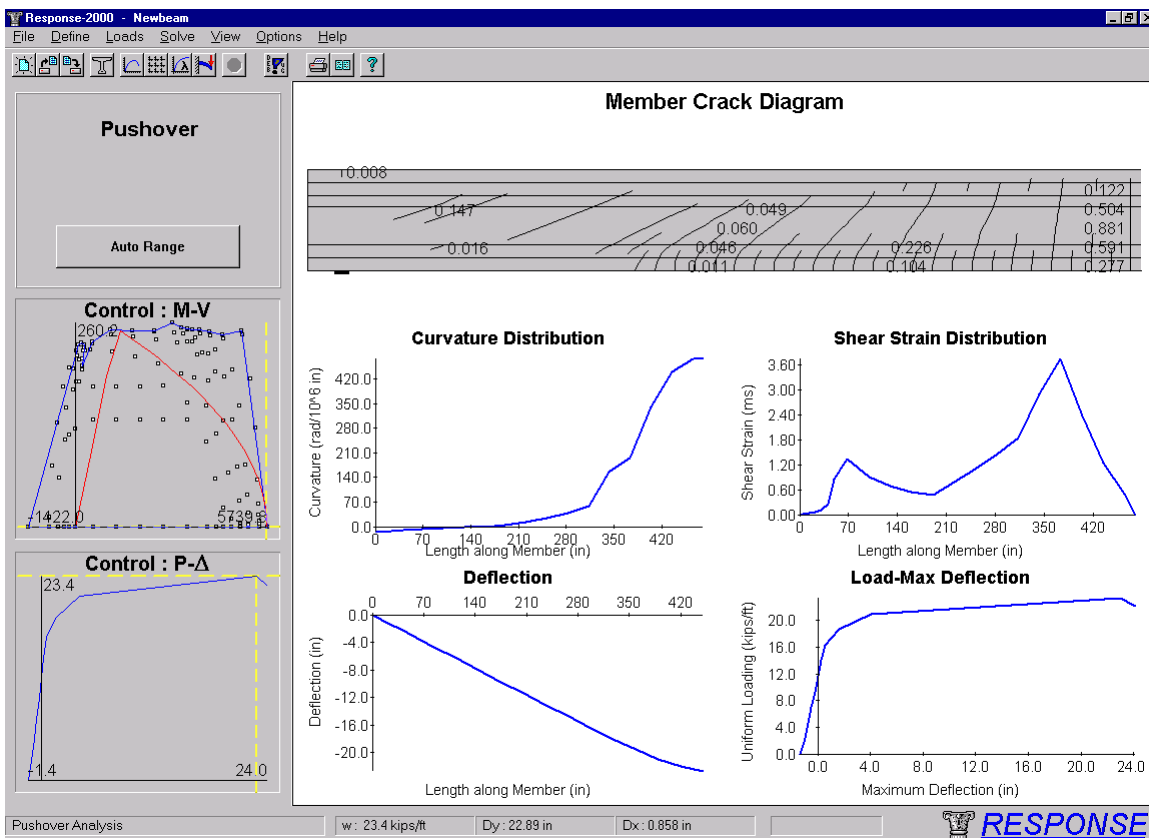 Response-2000 - Newbeam
File Define Loads Solve View Options Help
Pushover
Auto Range
Member Crack Diagram
0.008
0.122
0.147
0.049
0.504
0.060
0.881
0.016
0.046
0.226
0.591
0.011
0.104
0.277
Control : M-V
260.2
-1422.0
5739.8
Control : P-Δ
23.4
-1.4
24.0
Curvature Distribution
Curvature (rad/10^6 in)
420.0
350.0
280.0
210.0
140.0
70.0
0.0
0 70 140 210 280 350 420
Length along Member (in)
Shear Strain Distribution
Shear Strain (ms)
3.60
3.00
2.40
1.80
1.20
0.60
0.00
70 140 210 280 350 420
Length along Member (in)
Deflection
0 70 140 210 280 350 420
Deflection (in)
0.0
-4.0
-8.0
-12.0
-16.0
-20.0
Length along Member (in)
Load-Max Deflection
Uniform Loading (kips/ft)
20.0
16.0
12.0
8.0
4.0
0.0
0.0 4.0 8.0 12.0 16.0 20.0 24.0
Maximum Deflection (in)
Pushover Analysis
w: 23.4 kips/ft
Dy: 22.89 in
Dx: 0.858 in
RESPONSE